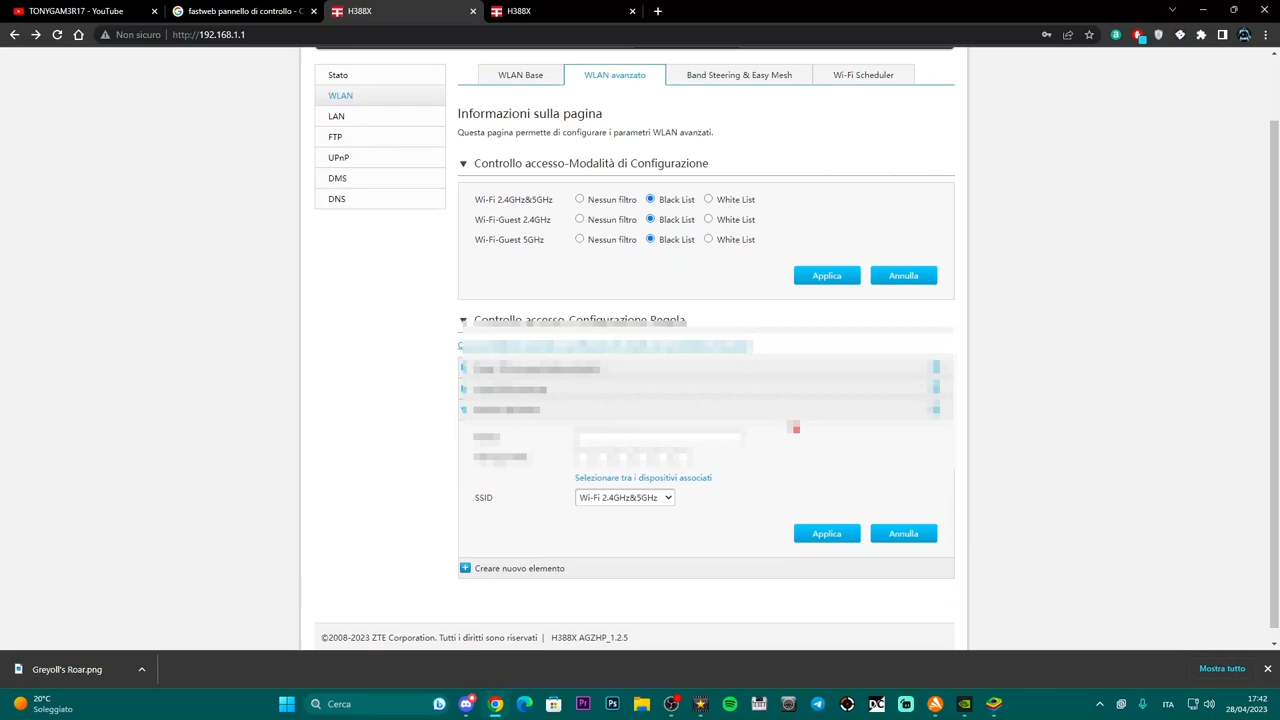 TONYGAM3R17 - YouTube
fastweb pannello di controllo - C
H388X
H388X
Non sicuro
http://192.168.1.1
Stato
WLAN
LAN
FTP
UPnP
DMS
DNS
WLAN Base
WLAN avanzato
Band Steering & Easy Mesh
Wi-Fi Scheduler
Informazioni sulla pagina
Questa pagina permette di configurare i parametri WLAN avanzati.
Controllo accesso-Modalità di Configurazione
Wi-Fi 2.4GHz&5GHz Nessun filtro Black List White List
Wi-Fi-Guest 2.4GHz Nessun filtro Black List White List
Wi-Fi-Guest 5GHz Nessun filtro Black List White List
Applica Annulla
Controllo accesso-Configurazione Regola
Selezionare tra i dispositivi associati
SSID Wi-Fi 2.4GHz&5GHz
Applica Annulla
Creare nuovo elemento
©2008-2023 ZTE Corporation. Tutti i diritti sono riservati | H388X AGZHP_1.2.5
Greyoll's Roar.png
Mostra tutto
20°C
Soleggiato
Cerca
ITA
17:42
28/04/2023